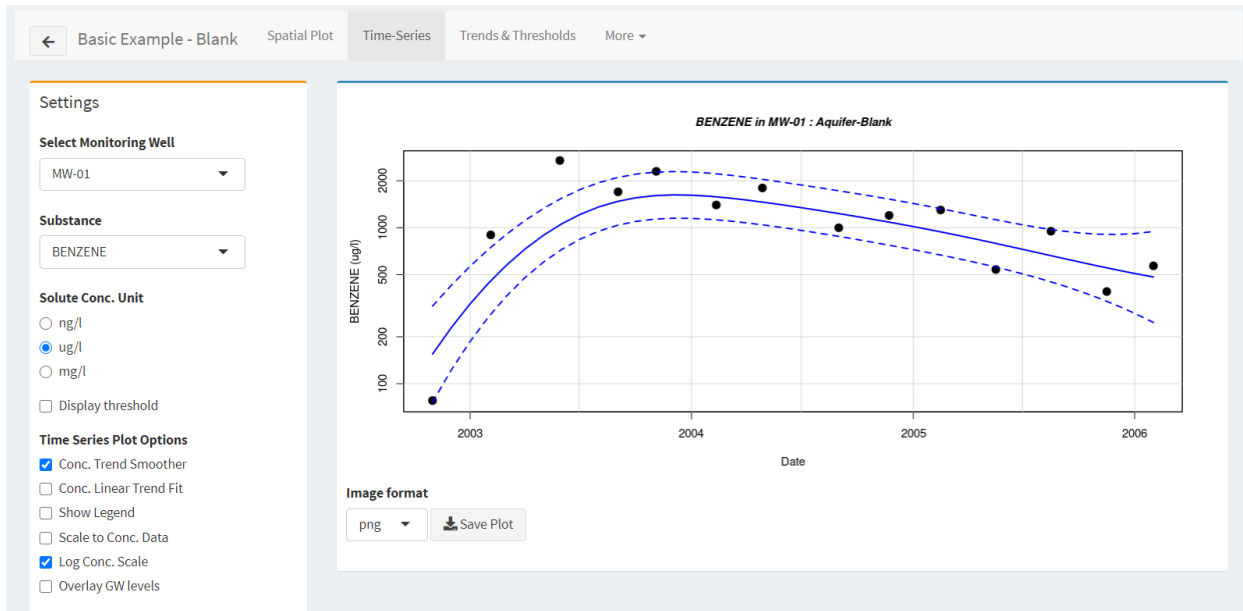 Basic Example - Blank Spatial Plot Time-Series Trends & Thresholds More
Settings
Select Monitoring Well
MW-01
Substance
BENZENE
Solute Conc. Unit
ng/l
ug/l
mg/l
Display threshold
Time Series Plot Options
Conc. Trend Smoother
Conc. Linear Trend Fit
Show Legend
Scale to Conc. Data
Log Conc. Scale
Overlay GW levels
BENZENE in MW-01 : Aquifer-Blank
BENZENE (ug/l)
2000
1000
500
200
100
2003 2004 2005 2006
Date
Image format
png Save Plot